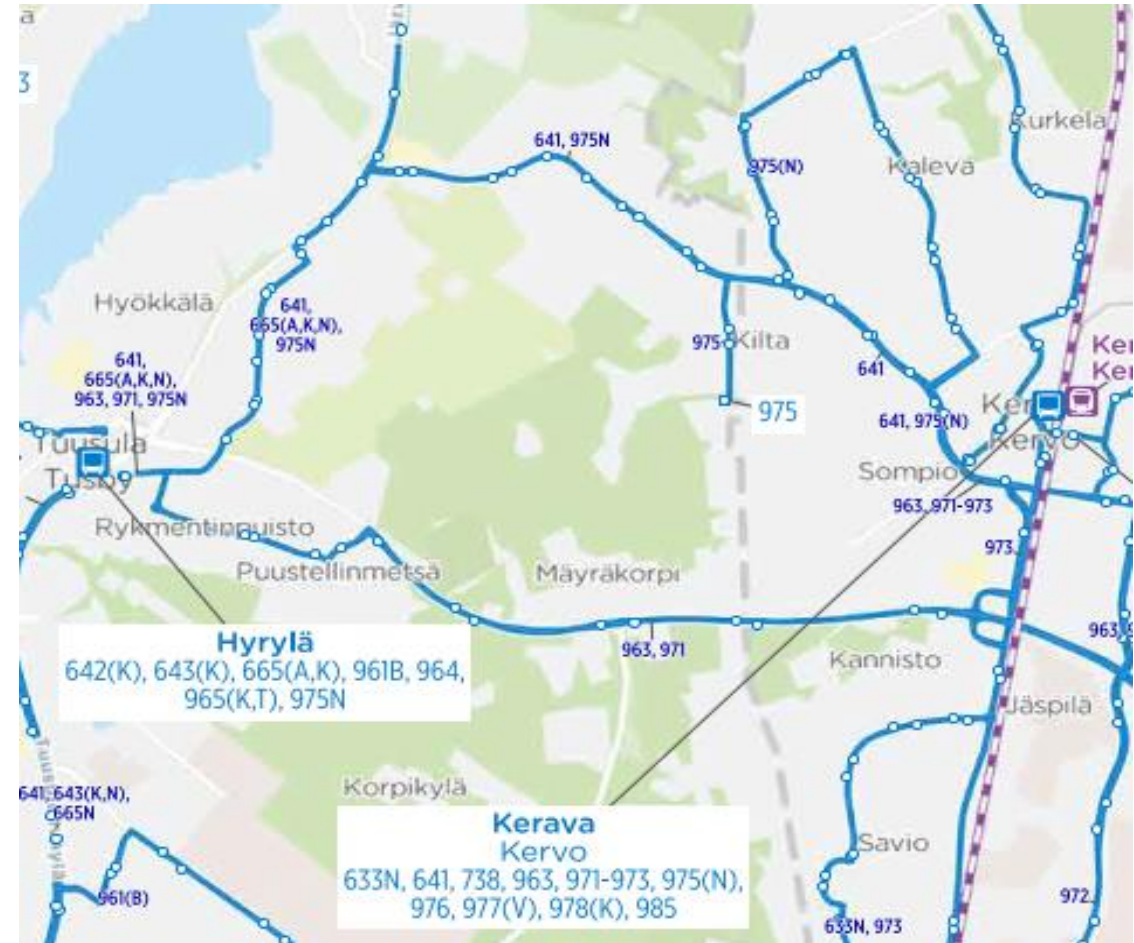 3
Kurkela
641, 975N
975(N)
Kaleva
Hyökkälä
641,
665(A,K,N),
975N
975
Kilta
641
641,
665(A,K,N),
963, 971, 975N
975
641, 975(N)
Kervo
Tuusula
Tusby
Sompio
963, 971-973
Rykmentinpuisto
973
Puustellinmetsä
Mäyräkorpi
Hyrylä
642(K), 643(K), 665(A,K), 961B, 964,
965(K,T), 975N
963, 971
Kannisto
Jäspilä
641, 643(K,N),
665N
Korpikylä
Kerava
Kervo
633N, 641, 738, 963, 971-973, 975(N),
976, 977(V), 978(K), 985
Savio
961(B)
972
633N, 973